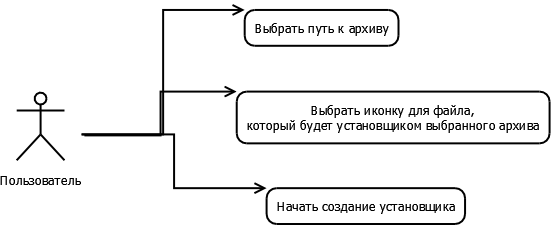 Выбрать путь к архиву
Выбрать иконку для файла,
который будет установщиком выбранного архива
Пользователь
Начать создание установщика